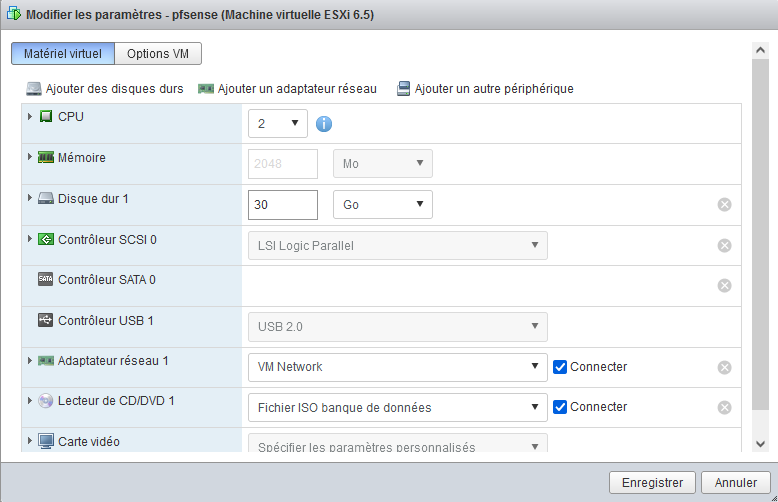 Modifier les paramètres - pfsense (Machine virtuelle ESXi 6.5)
Matériel virtuel Options VM
Ajouter des disques durs Ajouter un adaptateur réseau Ajouter un autre périphérique
CPU 2
Mémoire 2048 Mo
Disque dur 1 30 Go
Contrôleur SCSI 0 LSI Logic Parallel
SATA Contrôleur SATA 0
Contrôleur USB 1 USB 2.0
Adaptateur réseau 1 VM Network Connecter
Lecteur de CD/DVD 1 Fichier ISO banque de données Connecter
Carte vidéo Spécifier les paramètres personnalisés
Enregistrer Annuler